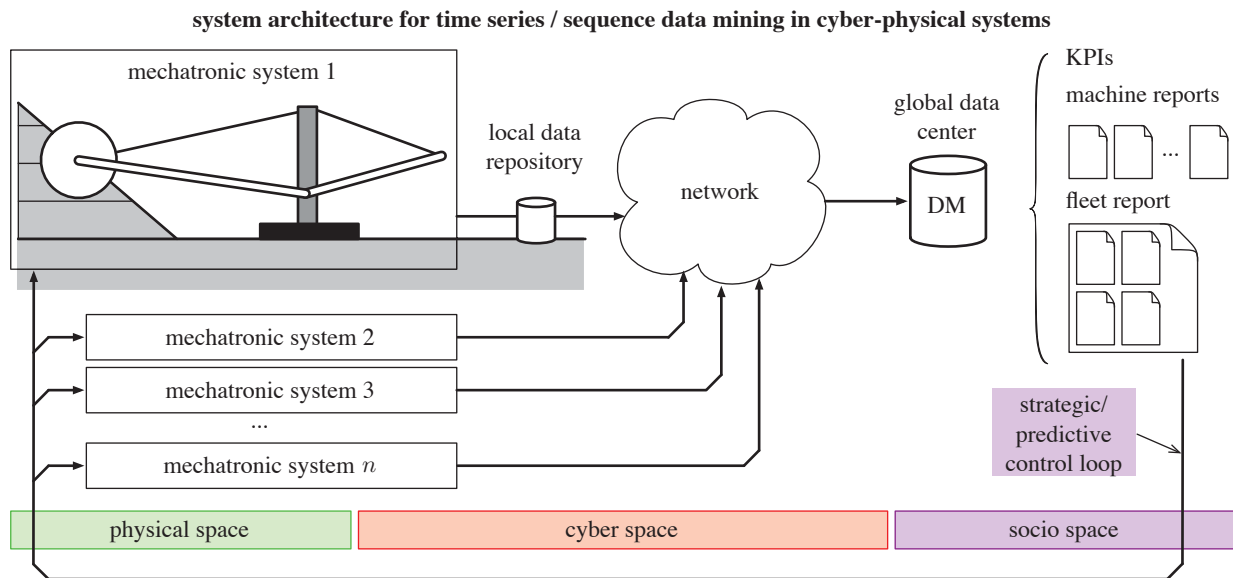 system architecture for time series / sequence data mining in cyber-physical systems
mechatronic system 1
local data
repository
network
global data
center
DM
KPIs
machine reports
...
fleet report
mechatronic system 2
mechatronic system 3
...
mechatronic system n
strategic/
predictive
control loop
physical space
cyber space
socio space